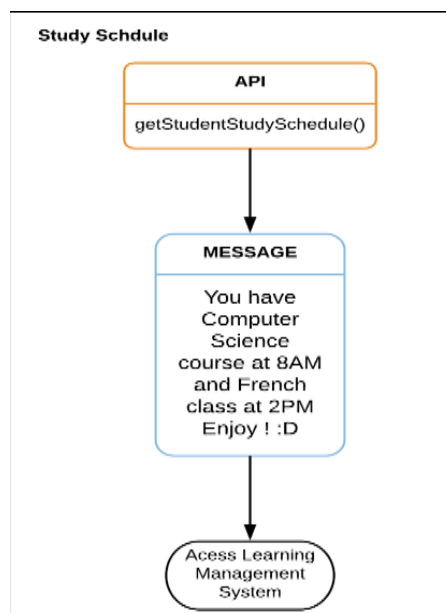 Study Schdule
API
getStudentStudySchedule()
MESSAGE
You have
Computer
Science
course at 8AM
and French
class at 2PM
Enjoy ! :D
Acess Learning
Management
System